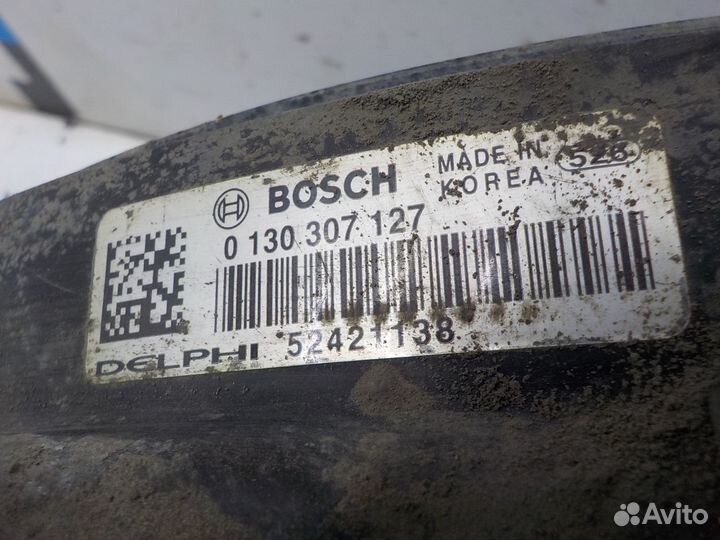 BOSCH MADE IN KOREA 528
0 130 307 127
DELPHI 52421138
Avito